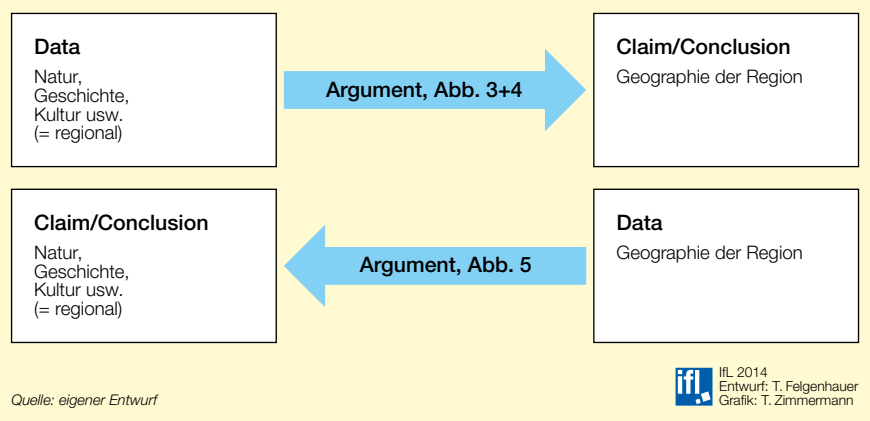 Data
Natur,
Geschichte,
Kultur usw.
(= regional)
Argument, Abb. 3+4
Claim/Conclusion
Geographie der Region
Claim/Conclusion
Natur,
Geschichte,
Kultur usw.
(= regional)
Argument, Abb. 5
Data
Geographie der Region
Quelle: eigener Entwurf
ifl
IfL 2014
Entwurf: T. Felgenhauer
Grafik: T. Zimmermann